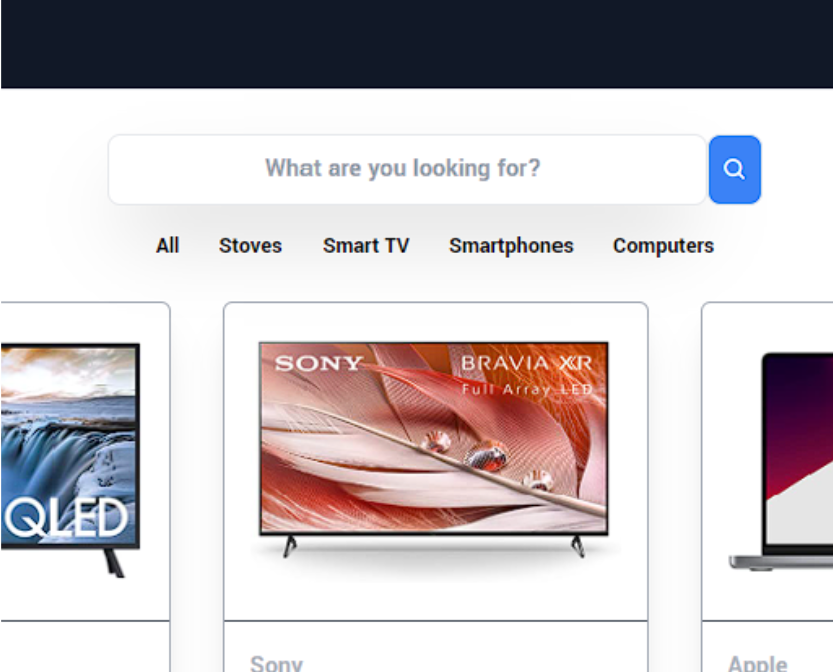 What are you looking for?
All Stoves Smart TV Smartphones Computers
SONY BRAVIA XR
Full Array LED
QLED
Sony Apple